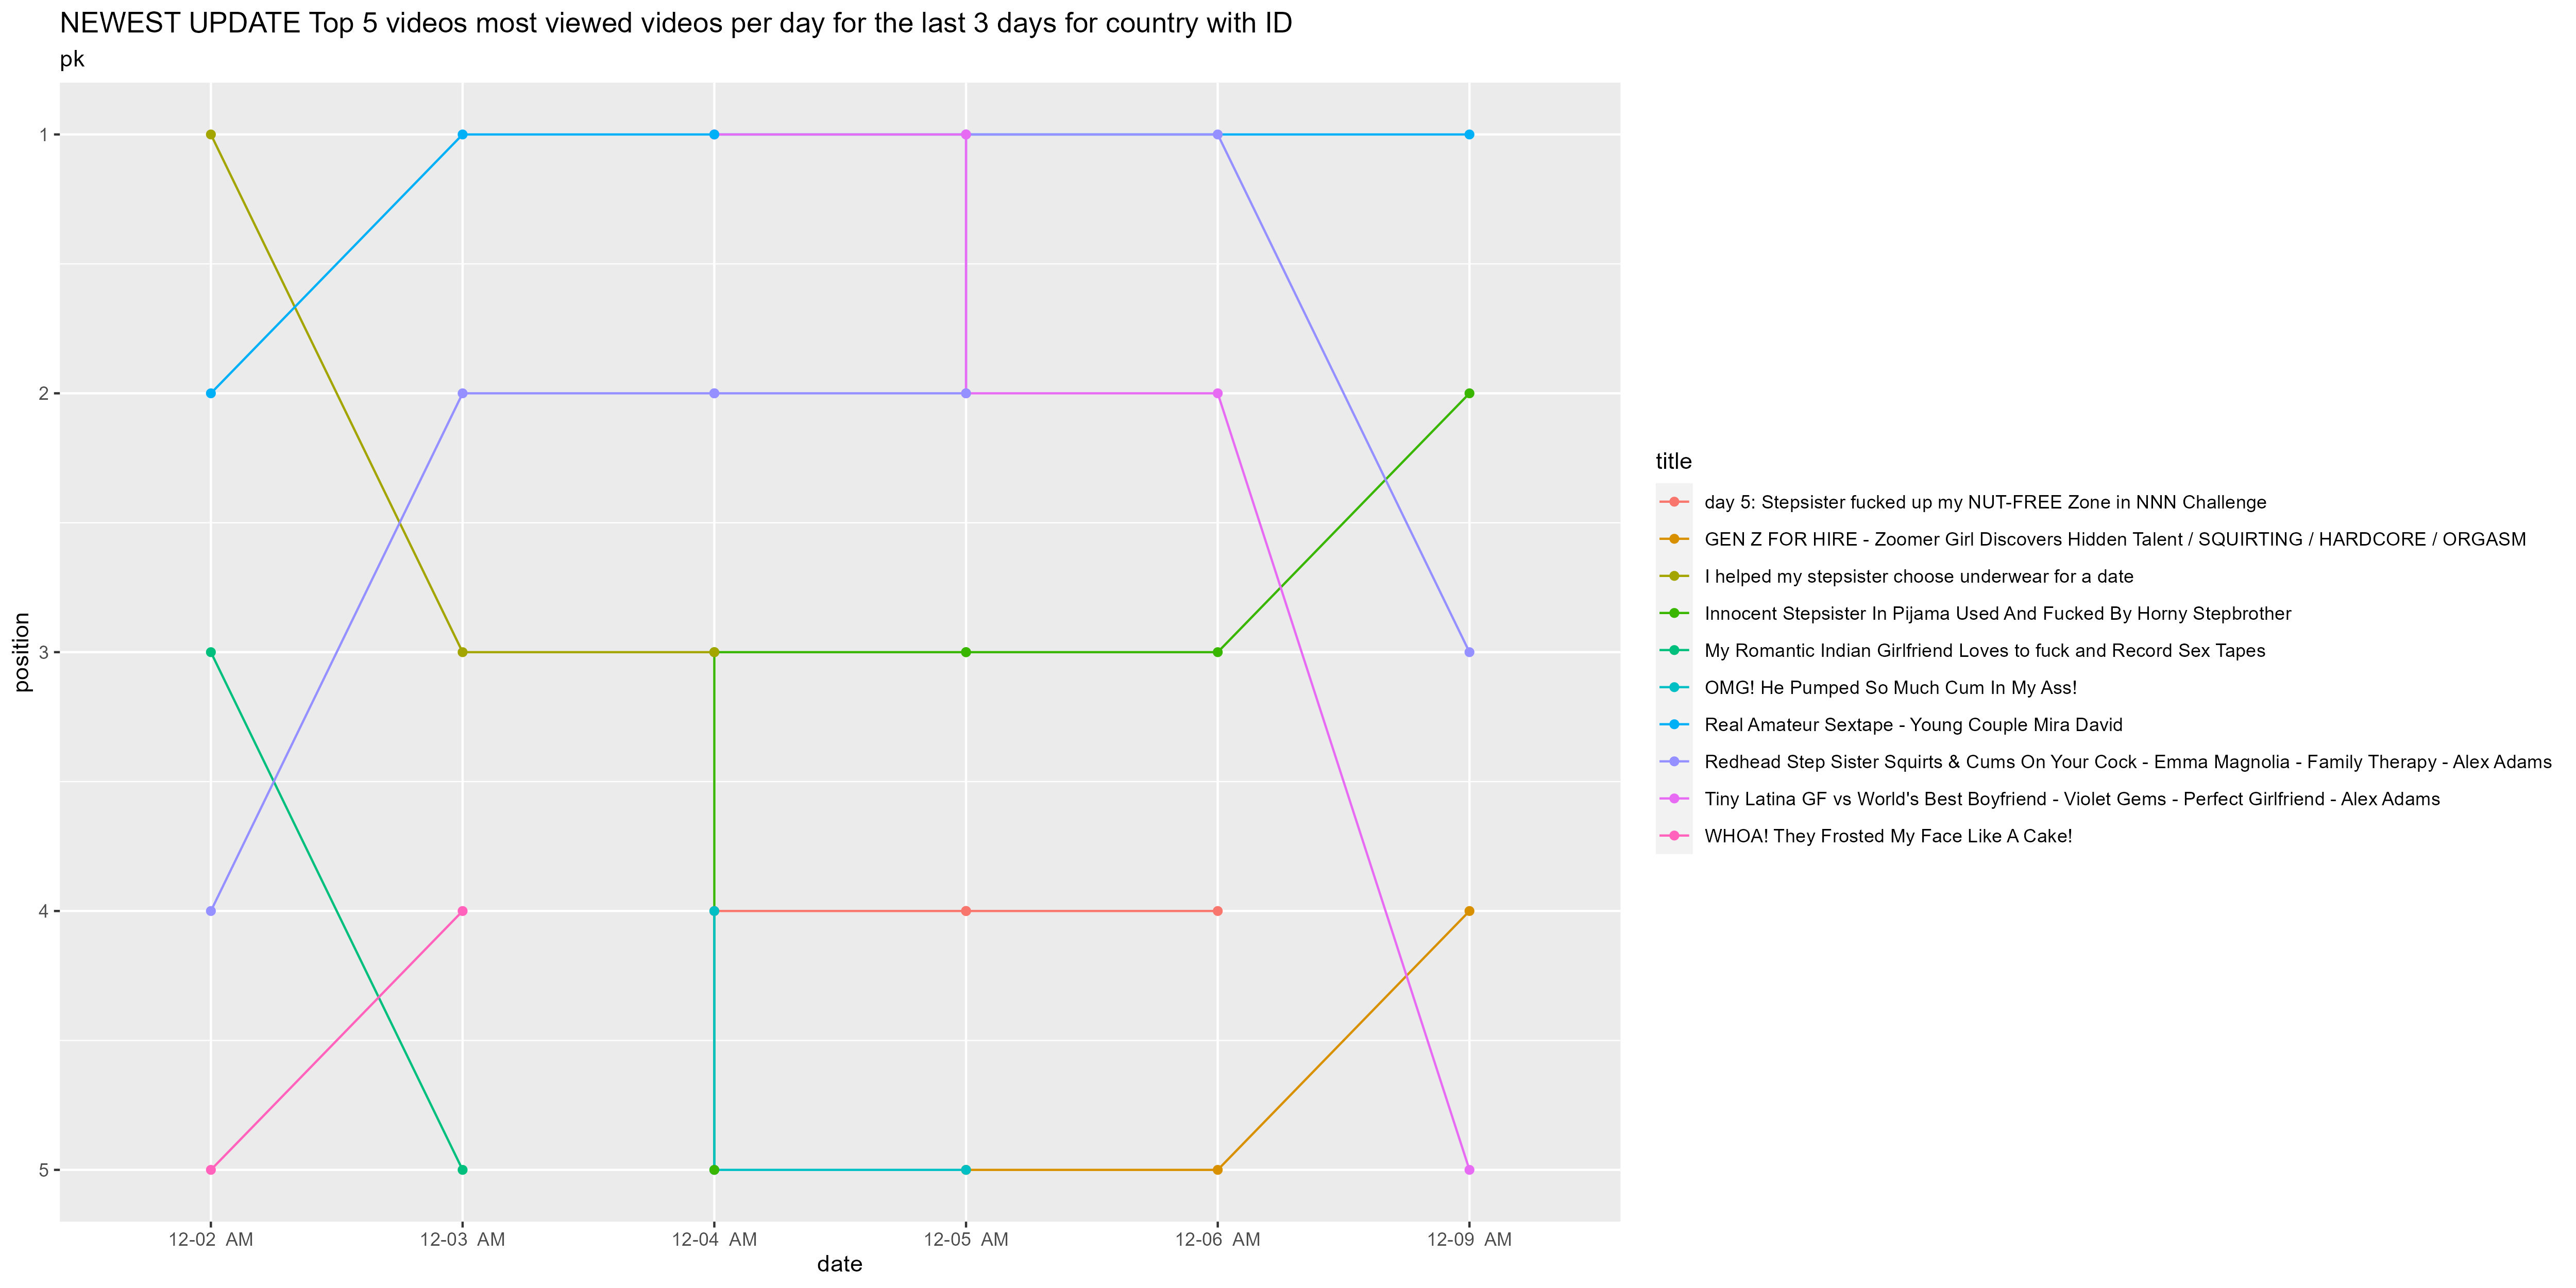 NEWEST UPDATE Top 5 videos most viewed videos per day for the last 3 days for country with ID
pk
1
2
3
4
5
position
12-02 AM
12-03 AM
12-04 AM
12-05 AM
12-06 AM
12-09 AM
date
title
day 5: Stepsister fucked up my NUT-FREE Zone in NNN Challenge
GEN Z FOR HIRE - Zoomer Girl Discovers Hidden Talent / SQUIRTING / HARDCORE / ORGASM
I helped my stepsister choose underwear for a date
Innocent Stepsister In Pijama Used And Fucked By Horny Stepbrother
My Romantic Indian Girlfriend Loves to fuck and Record Sex Tapes
OMG! He Pumped So Much Cum In My Ass!
Real Amateur Sextape - Young Couple Mira David
Redhead Step Sister Squirts & Cums On Your Cock - Emma Magnolia - Family Therapy - Alex Adams
Tiny Latina GF vs World's Best Boyfriend - Violet Gems - Perfect Girlfriend - Alex Adams
WHOA! They Frosted My Face Like A Cake!